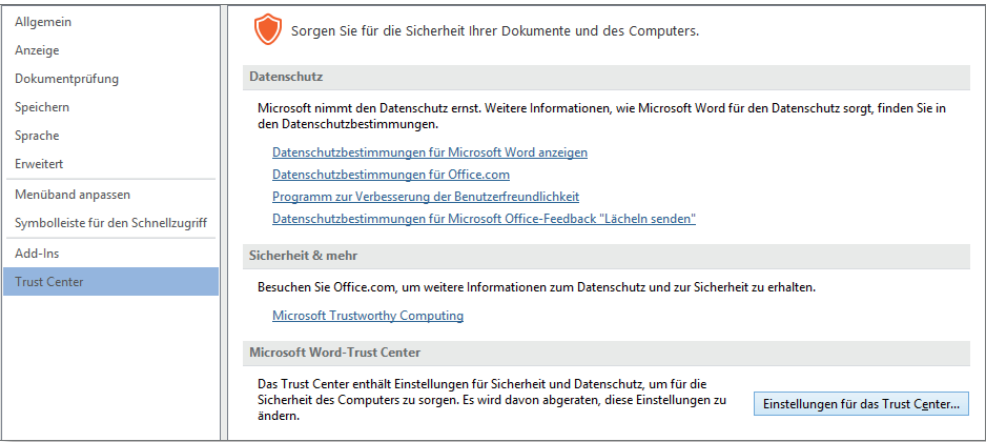 Allgemein
Anzeige
Dokumentprüfung
Speichern
Sprache
Erweitert
Menüband anpassen
Symbolleiste für den Schnellzugriff
Add-Ins
Trust Center
Sorgen Sie für die Sicherheit Ihrer Dokumente und des Computers.
Datenschutz
Microsoft nimmt den Datenschutz ernst. Weitere Informationen, wie Microsoft Word für den Datenschutz sorgt, finden Sie in
den Datenschutzbestimmungen.
Datenschutzbestimmungen für Microsoft Word anzeigen
Datenschutzbestimmungen für Office.com
Programm zur Verbesserung der Benutzerfreundlichkeit
Datenschutzbestimmungen für Microsoft Office-Feedback "Lächeln senden"
Sicherheit & mehr
Besuchen Sie Office.com, um weitere Informationen zum Datenschutz und zur Sicherheit zu erhalten.
Microsoft Trustworthy Computing
Microsoft Word-Trust Center
Das Trust Center enthält Einstellungen für Sicherheit und Datenschutz, um für die
Sicherheit des Computers zu sorgen. Es wird davon abgeraten, diese Einstellungen zu
ändern.
Einstellungen für das Trust Center...